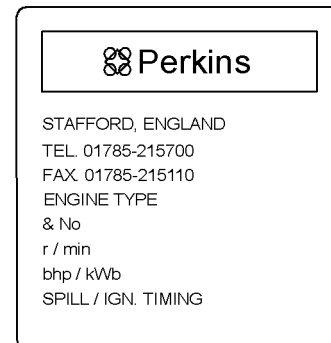 Perkins
STAFFORD, ENGLAND
TEL. 01785-215700
FAX. 01785-215110
ENGINE TYPE
& No
r / min
bhp / kWb
SPILL / IGN. TIMING